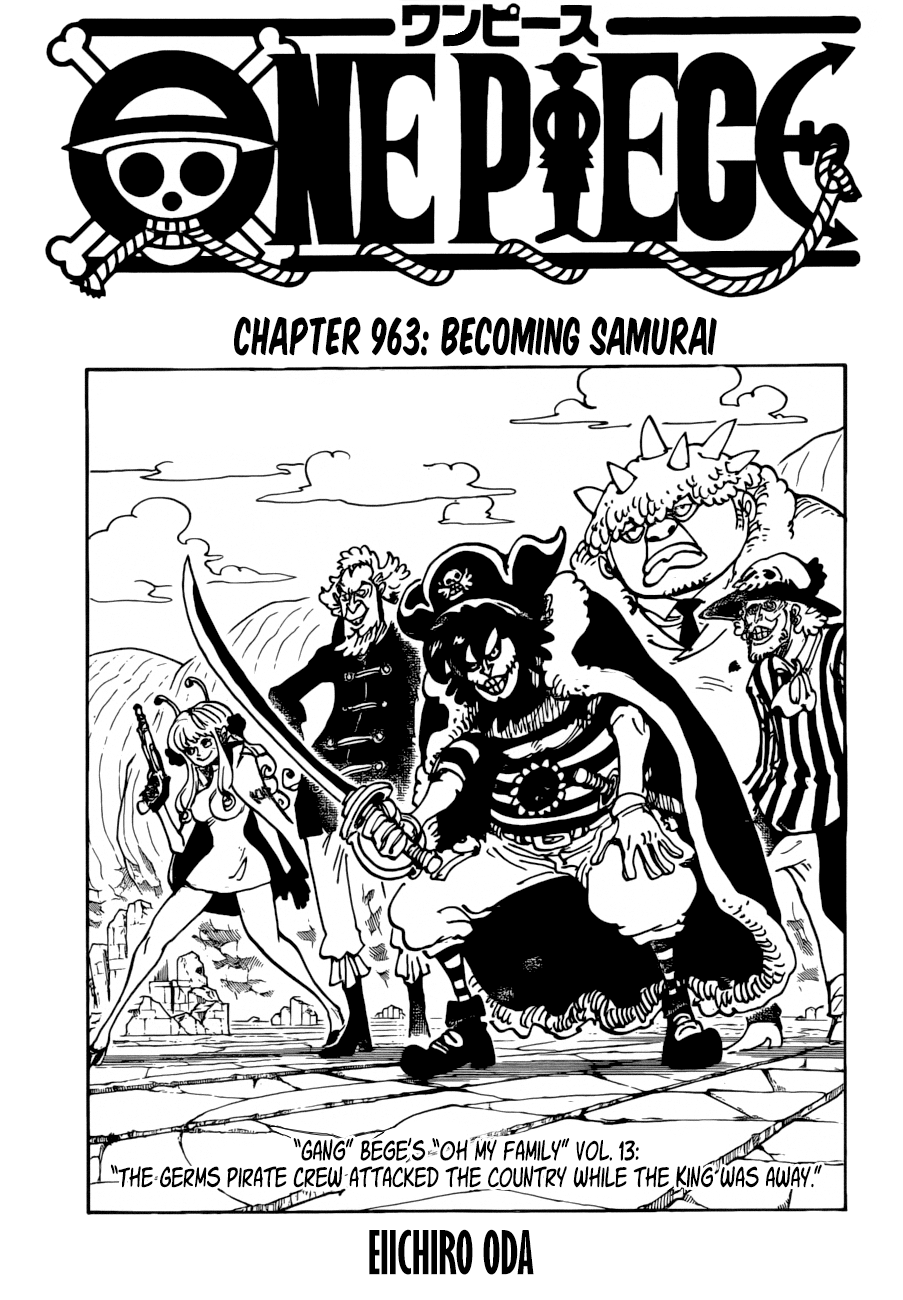 ワンピース
ONE PIECE
CHAPTER 963: BECOMING SAMURAI
"GANG" BEGE'S "OH MY FAMILY" VOL. 13:
"THE GERMS PIRATE CREW ATTACKED THE COUNTRY WHILE THE KING WAS AWAY."
EIICHIRO ODA